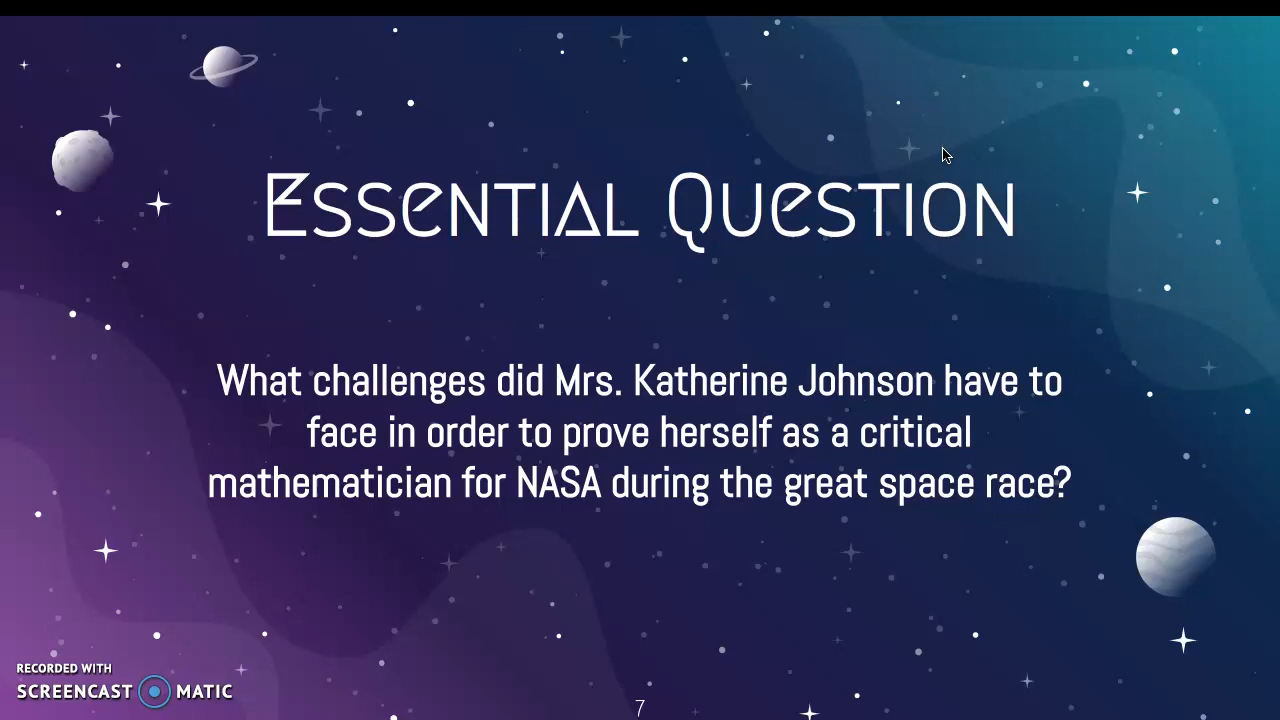 Essential Question
What challenges did Mrs. Katherine Johnson have to
face in order to prove herself as a critical
mathematician for NASA during the great space race?
RECORDED WITH
SCREENCAST MATIC
7